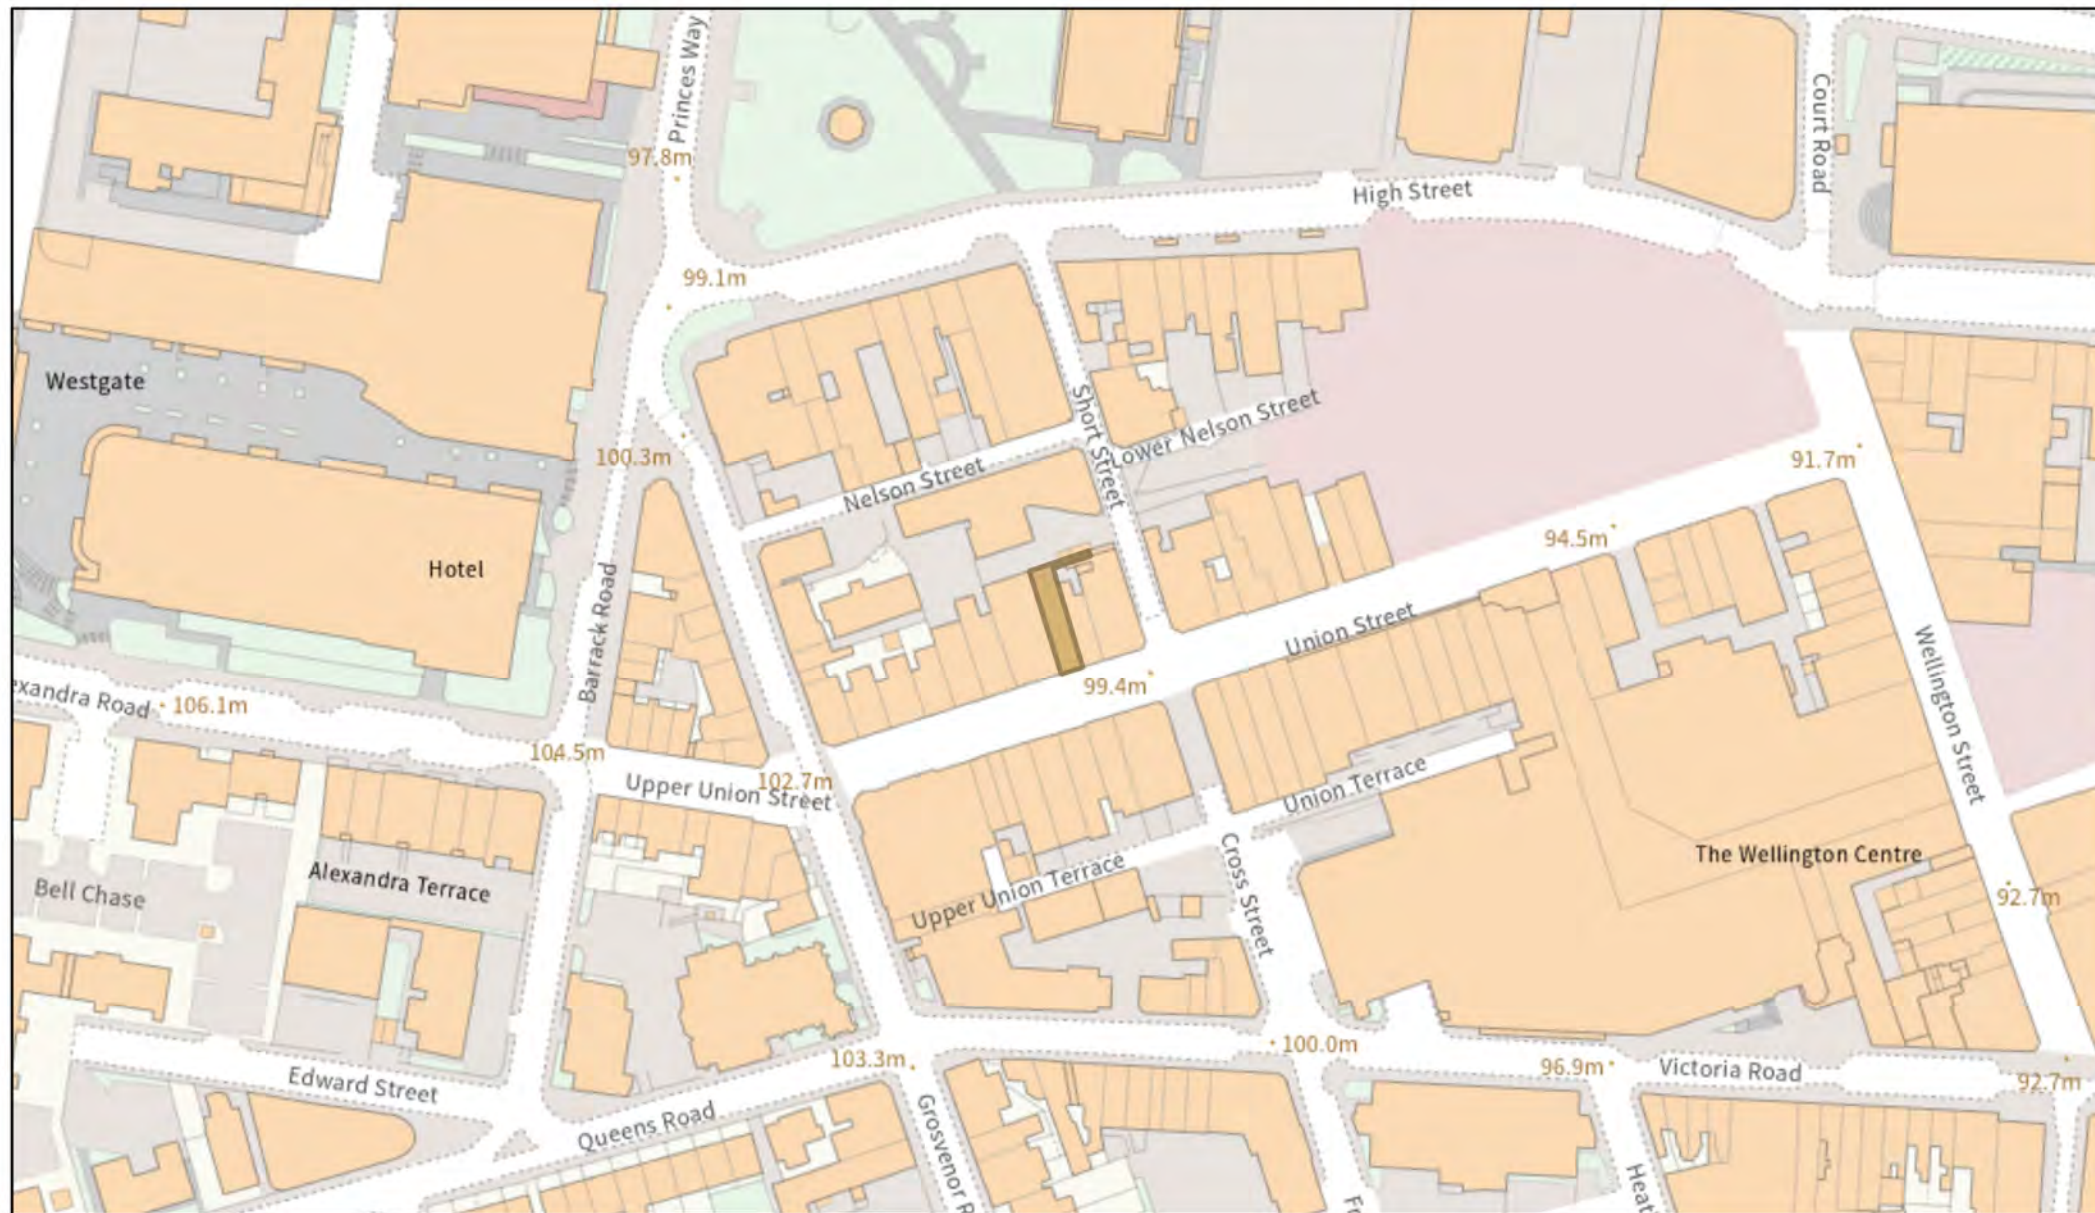 Princes Way
97.8m
High Street
Court Road
99.1m
Westgate
100.3m
Short Street
Lower Nelson Street
Nelson Street
91.7m
94.5m
Hotel
Barrack Road
Union Street
Wellington Street
99.4m
exandra Road
106.1m
104.5m
102.7m
Upper Union Street
Union Terrace
Cross Street
The Wellington Centre
Bell Chase
Alexandra Terrace
Upper Union Terrace
92.7m
103.3m
100.0m
96.9m
Victoria Road
92.7m
Edward Street
Queens Road
Grosvenor R
Fr
Heat